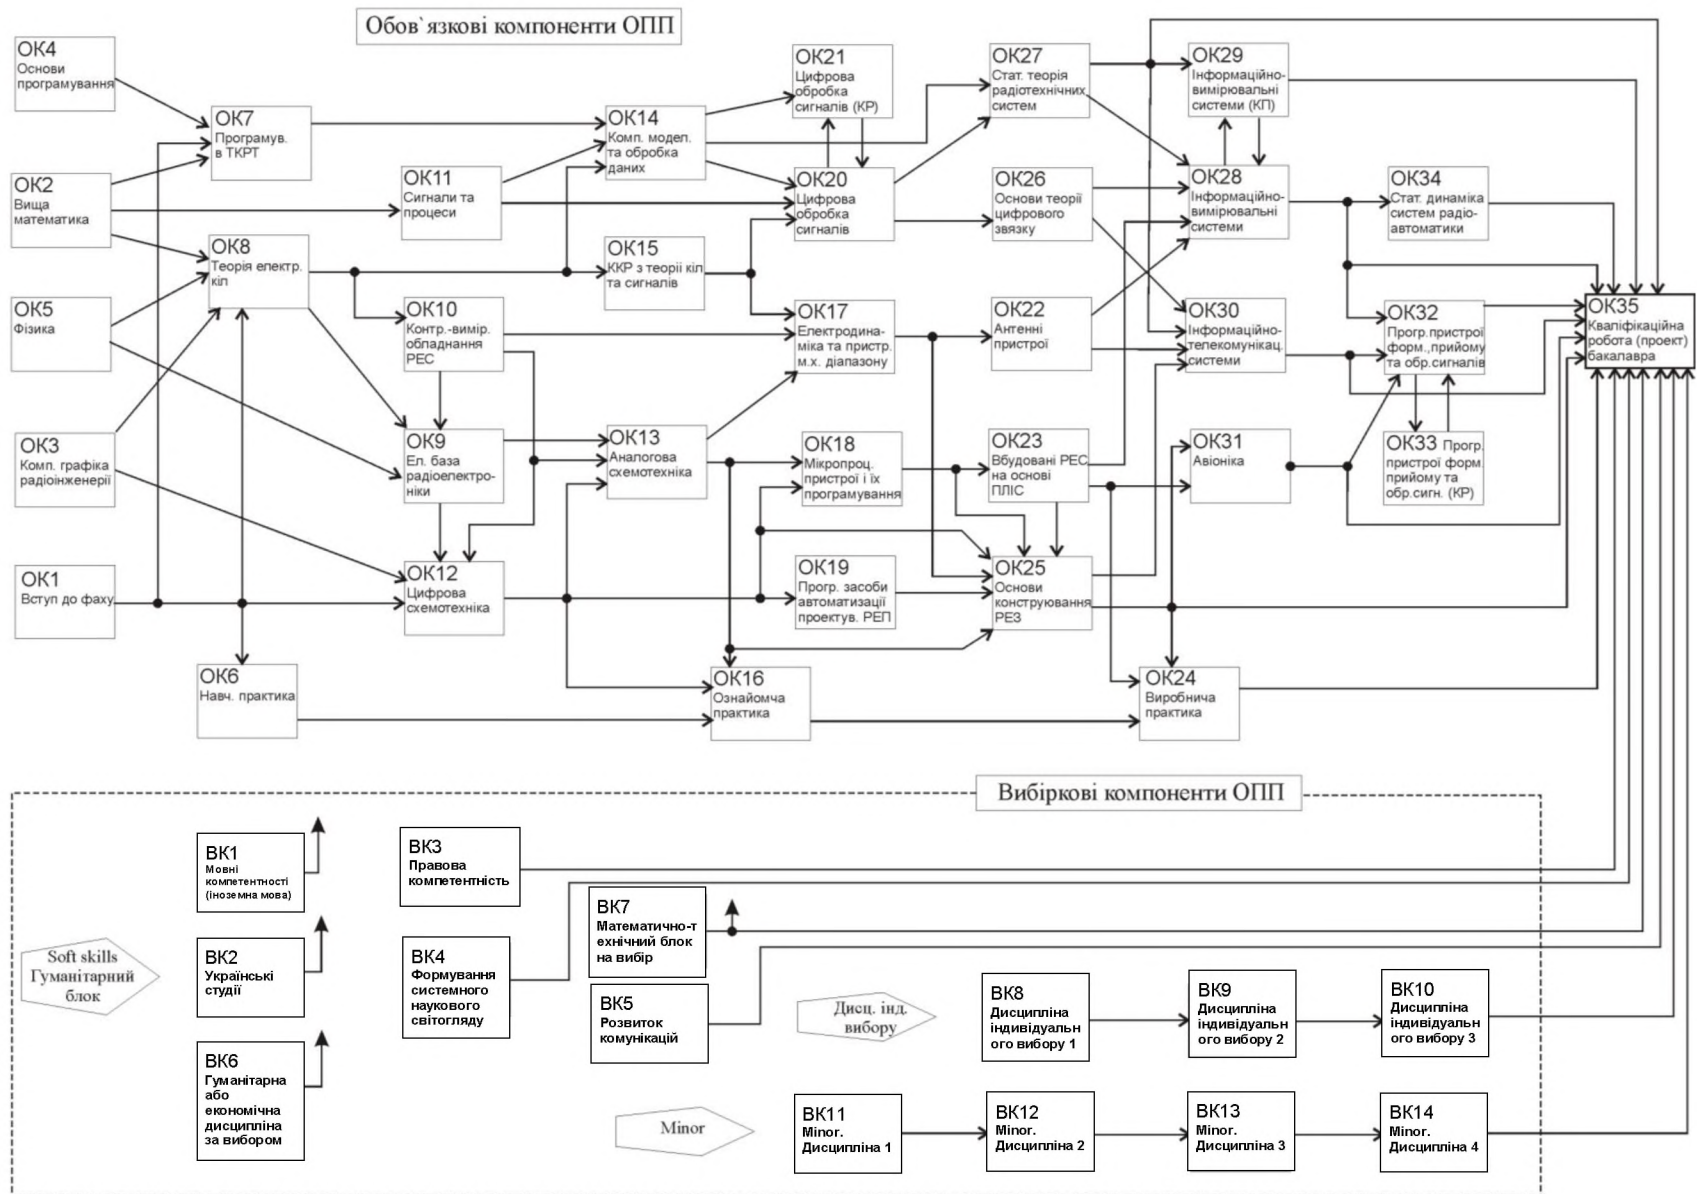 Обов`язкові компоненти ОПП
ОК4
Основи
програмування
ОК2
Вища
математика
ОК5
Фізика
ОК3
Комп. графіка
радіоінженерії
ОК1
Вступ до фаху
ОК7
Програмув.
в ТКРТ
ОК8
Теорія електр.
кіл
ОК6
Навч. практика
ОК11
Сигнали та
процеси
ОК10
Контр.-вимір.
обладнання
РЕС
ОК9
Ел. база
радіоелектро-
ніки
ОК12
Цифрова
схемотехніка
ОК14
Комп. модел.
та обробка
даних
ОК15
ККР з теорії кіл
та сигналів
ОК13
Аналогова
схемотехніка
ОК16
Ознайомча
практика
ОК21
Цифрова
обробка
сигналів (КР)
ОК20
Цифрова
обробка
сигналів
ОК17
Електродина-
міка та пристр.
м.х. діапазону
ОК18
Мікропроц.
пристрої і їх
програмування
ОК19
Прогр. засоби
автоматизації
проектув. РЕП
ОК27
Стат. теорія
радіотехнічних
систем
ОК26
Основи теорії
цифрового
звязку
ОК22
Антенні
пристрої
ОК23
Вбудовані РЕС
на основі
ПЛІС
ОК25
Основи
конструювання
РЕЗ
ОК24
Виробнича
практика
ОК29
Інформаційно-
вимірювальні
системи (КП)
ОК28
Інформаційно-
вимірювальні
системи
ОК30
Інформаційно-
телекомунікац.
системи
ОК31
Авіоніка
ОК34
Стат. динаміка
систем радіо-
автоматики
ОК32
Прогр.пристрої
форм.,прийому
та обр.сигналів
ОК33 Прогр.
пристрої форм.
прийому та
обр.сигн. (КР)
ОК35
Кваліфікаційна
робота (проект)
бакалавра
Вибіркові компоненти ОПП
Soft skills
Гуманітарний
блок
ВК1
Мовні
компетентності
(іноземна мова)
ВК2
Українські
студії
ВК6
Гуманітарна
або
економічна
дисципліна
за вибором
ВК3
Правова
компетентність
ВК4
Формування
системного
наукового
світогляду
ВК7
Математично-т
ехнічний блок
на вибір
ВК5
Розвиток
комунікацій
Дисц. інд.
вибору
ВК8
Дисципліна
індивідуальн
ого вибору 1
ВК9
Дисципліна
індивідуальн
ого вибору 2
ВК10
Дисципліна
індивідуальн
ого вибору 3
Minor
ВК11
Minor.
Дисципліна 1
ВК12
Minor.
Дисципліна 2
ВК13
Minor.
Дисципліна 3
ВК14
Minor.
Дисципліна 4